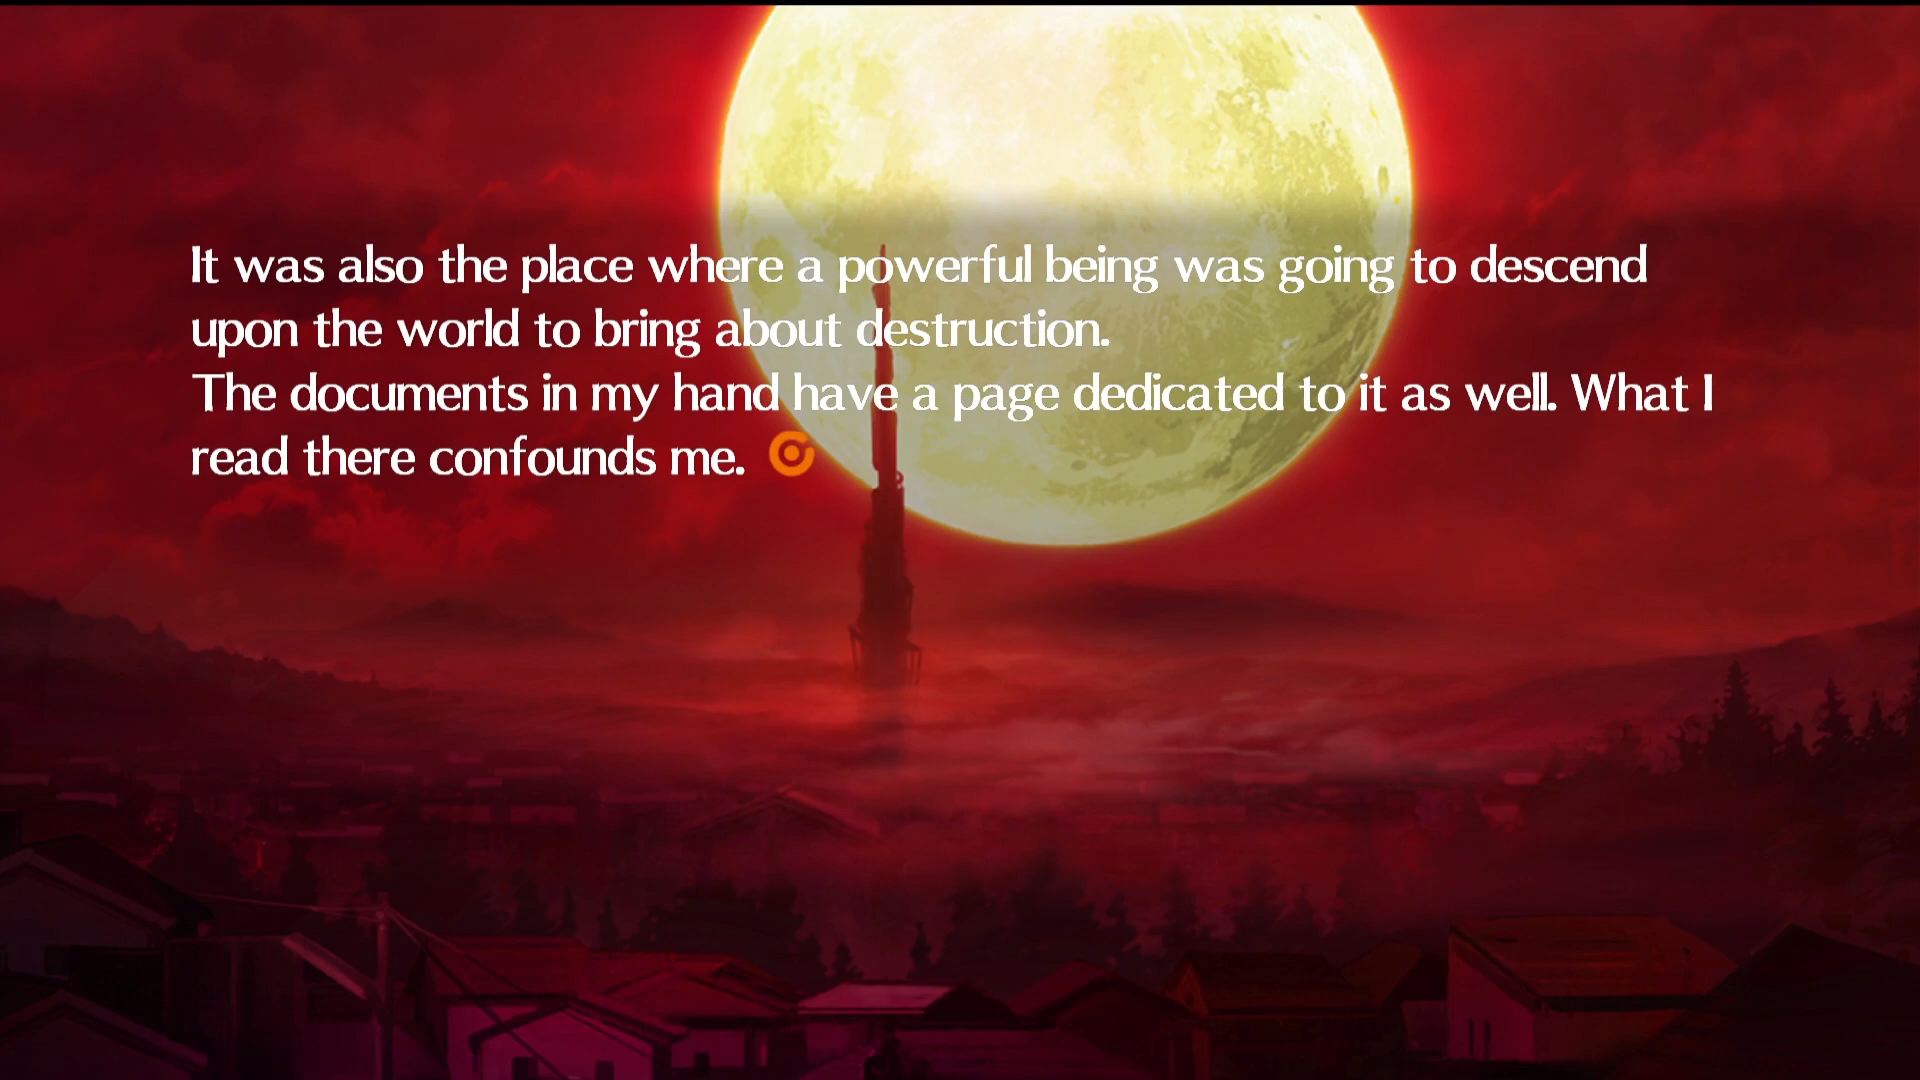 It was also the place where a powerful being was going to descend
upon the world to bring about destruction.
The documents in my hand have a page dedicated to it as well. What I
read there confounds me.